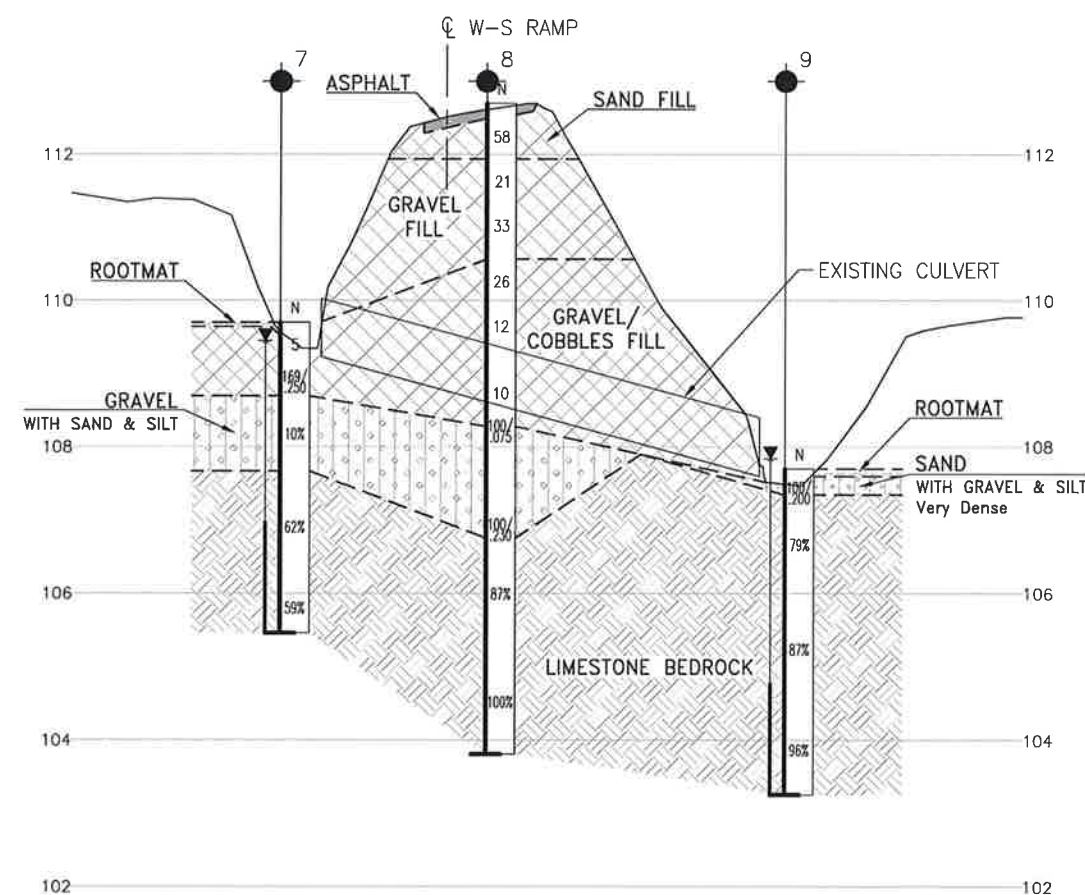 ℄ W-S RAMP
7
8
9
ASPHALT
N
SAND FILL
58
112
112
21
GRAVEL
FILL
33
ROOTMAT
26
EXISTING CULVERT
110
110
N
12
GRAVEL/
COBBLES FILL
5
169/
.250
10
GRAVEL
WITH SAND & SILT
ROOTMAT
10%
100/
.075
108
108
N
SAND
WITH GRAVEL & SILT
Very Dense
100/
.200
62%
100/
.230
79%
106
106
59%
87%
87%
LIMESTONE BEDROCK
100%
104
104
96%
102
102